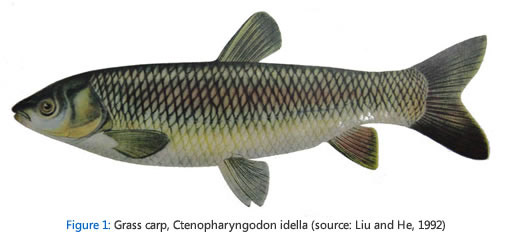 Figure 1: Grass carp, Ctenopharyngodon idella (source: Liu and He, 1992)